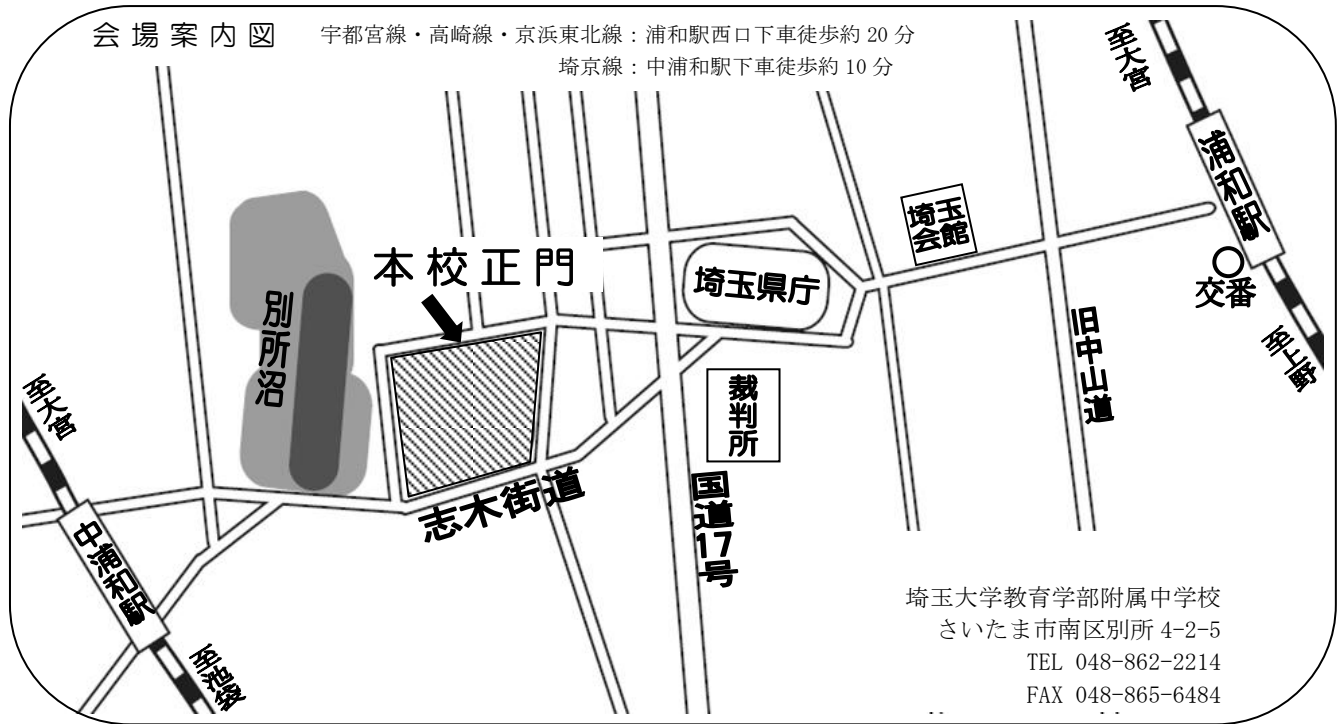 会場案内図
宇都宮線・高崎線・京浜東北線：浦和駅西口下車徒歩約 20 分
埼京線：中浦和駅下車徒歩約 10 分
至大宮
浦和駅
埼玉
会館
本校正門
埼玉県庁
交番
別所沼
旧中山道
至上野
至大宮
裁判所
志木街道
国道17号
中浦和駅
至池袋
埼玉大学教育学部附属中学校
さいたま市南区別所 4-2-5
TEL 048-862-2214
FAX 048-865-6484